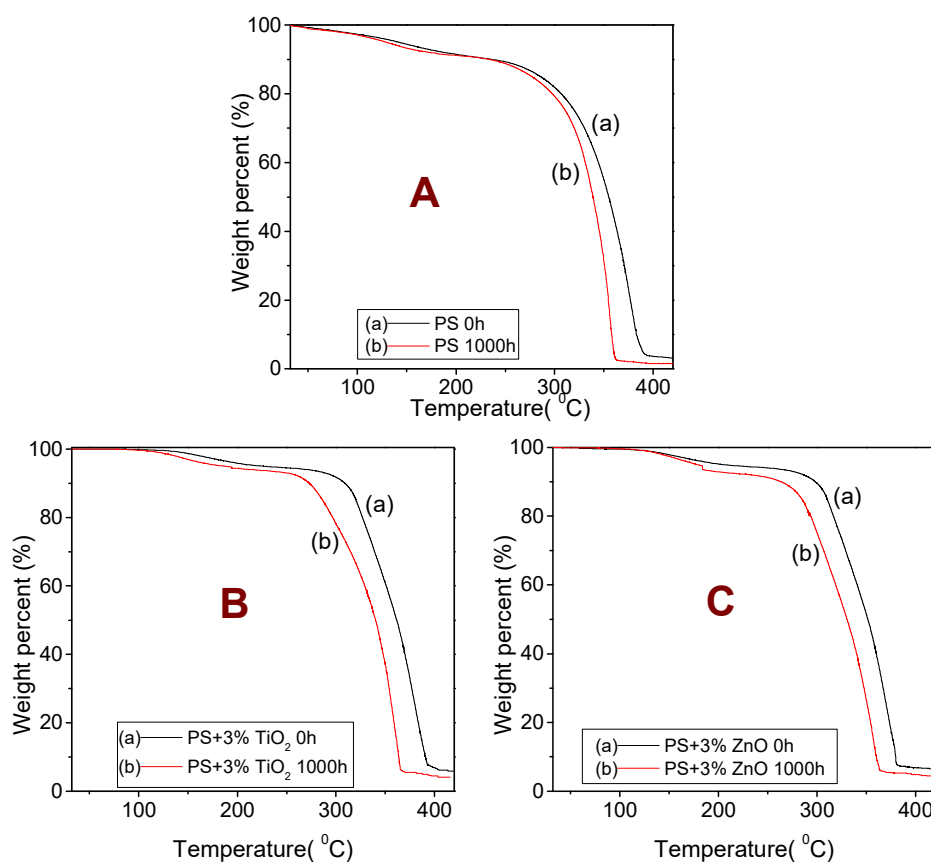 100
80
60
40
20
0
Weight percent (%)
(a)
(b)
A
(a) PS 0h
(b) PS 1000h
100 200 300 400
Temperature( ⁰C)
100
80
60
40
20
0
Weight percent (%)
(a)
(b)
B
(a) PS+3% TiO₂ 0h
(b) PS+3% TiO₂ 1000h
100 200 300 400
Temperature( ⁰C)
100
80
60
40
20
0
Weight percent (%)
(a)
(b)
C
(a) PS+3% ZnO 0h
(b) PS+3% ZnO 1000h
100 200 300 400
Temperature( ⁰C)